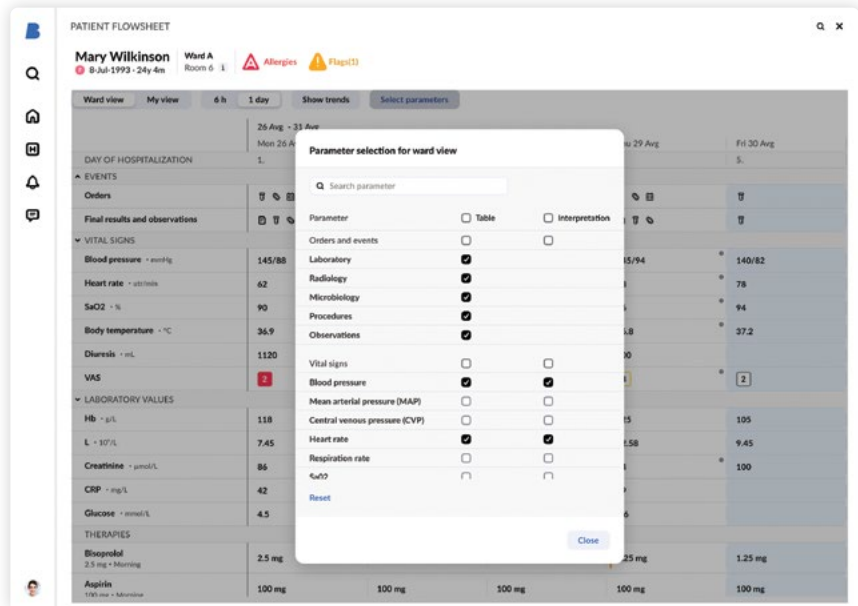 PATIENT FLOWSHEET
Mary Wilkinson
8-Jul-1993 · 24y 4m
Ward A
Room 6
Allergies
Flags(1)
Ward view My view 6 h 1 day Show trends Select parameters
26 Avg - 31 Avg
Mon 26 A 29 Avg Fri 30 Avg
DAY OF HOSPITALIZATION 1. 5.
EVENTS
Orders
Final results and observations
VITAL SIGNS
Blood pressure · mmHg 145/88 140/82
Heart rate · utr/min 62 78
SaO2 · % 90 94
Body temperature · °C 36.9 37.2
Diuresis · mL 1120
VAS 2 2
LABORATORY VALUES
Hb · g/L 118 105
L · 10⁹/L 7.45 9.45
Creatinine · µmol/L 86 100
CRP · mg/L 42
Glucose · mmol/L 4.5
THERAPIES
Bisoprolol
2.5 mg • Morning 2.5 mg 1.25 mg
Aspirin 100 mg 100 mg 100 mg 100 mg 100 mg
100 mg • Morning
Parameter selection for ward view
Search parameter
Parameter Table Interpretation
Orders and events
Laboratory
Radiology
Microbiology
Procedures
Observations
Vital signs
Blood pressure
Mean arterial pressure (MAP)
Central venous pressure (CVP)
Heart rate
Respiration rate
SaO2
Reset
Close